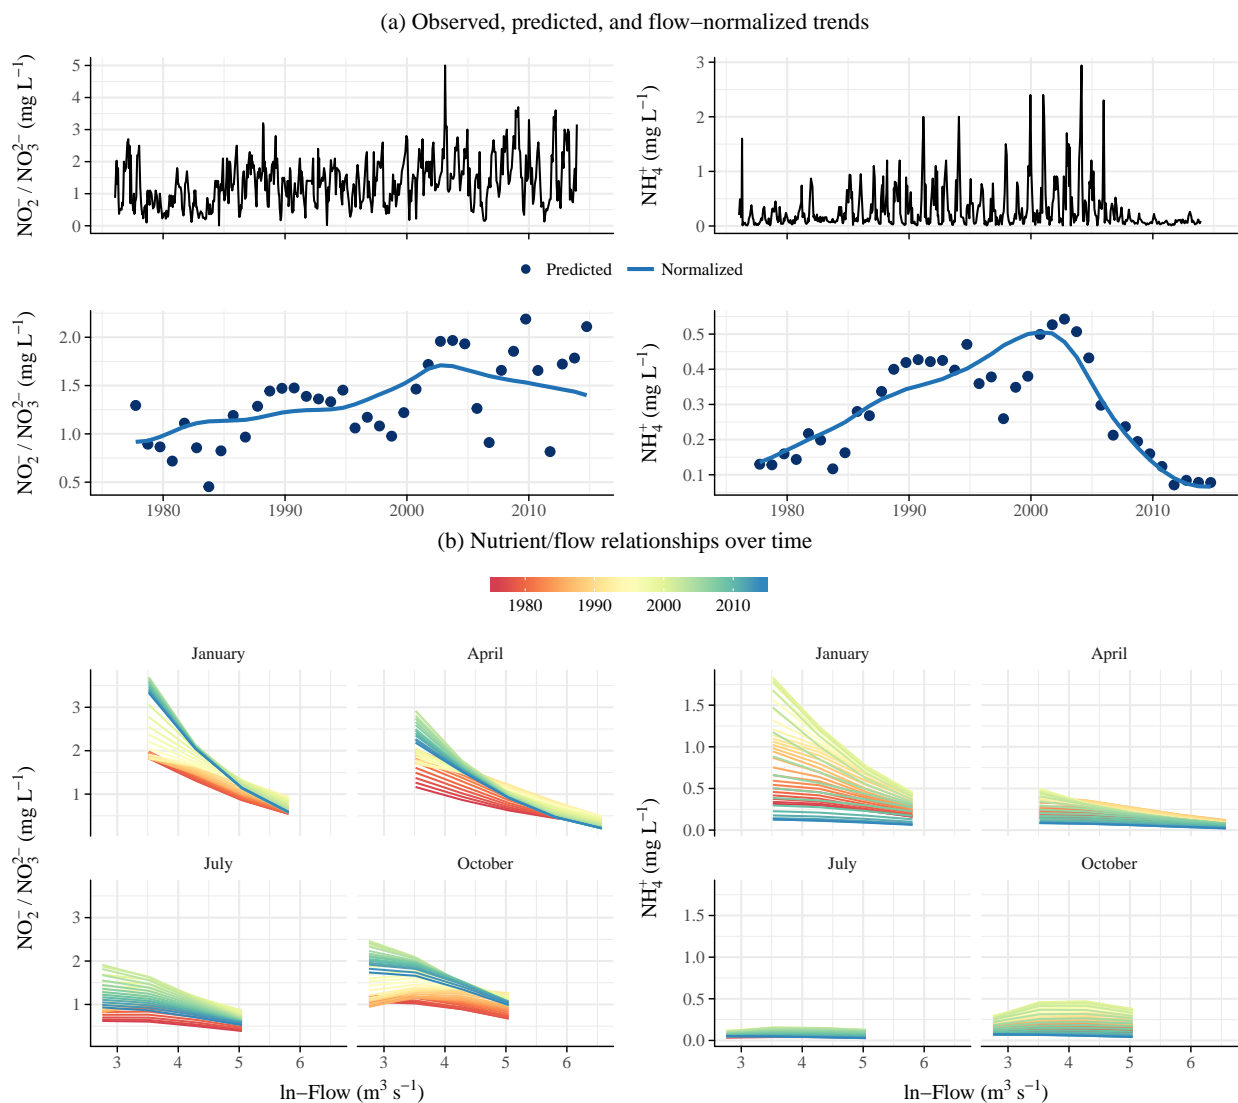 (a) Observed, predicted, and flow−normalized trends
NO₂⁻ / NO₃²⁻ (mg L⁻¹)
5
4
3
2
1
0
NH₄⁺ (mg L⁻¹)
3
2
1
0
1980 1990 2000 2010
Predicted Normalized
NO₂⁻ / NO₃²⁻ (mg L⁻¹)
2.0
1.5
1.0
0.5
1980 1990 2000 2010
NH₄⁺ (mg L⁻¹)
0.5
0.4
0.3
0.2
0.1
1980 1990 2000 2010
(b) Nutrient/flow relationships over time
1980 1990 2000 2010
NO₂⁻ / NO₃²⁻ (mg L⁻¹)
January April
3
2
1
July October
3
2
1
3 4 5 6 3 4 5 6
ln−Flow (m³ s⁻¹)
NH₄⁺ (mg L⁻¹)
January April
1.5
1.0
0.5
0.0
July October
1.5
1.0
0.5
0.0
3 4 5 6 3 4 5 6
ln−Flow (m³ s⁻¹)